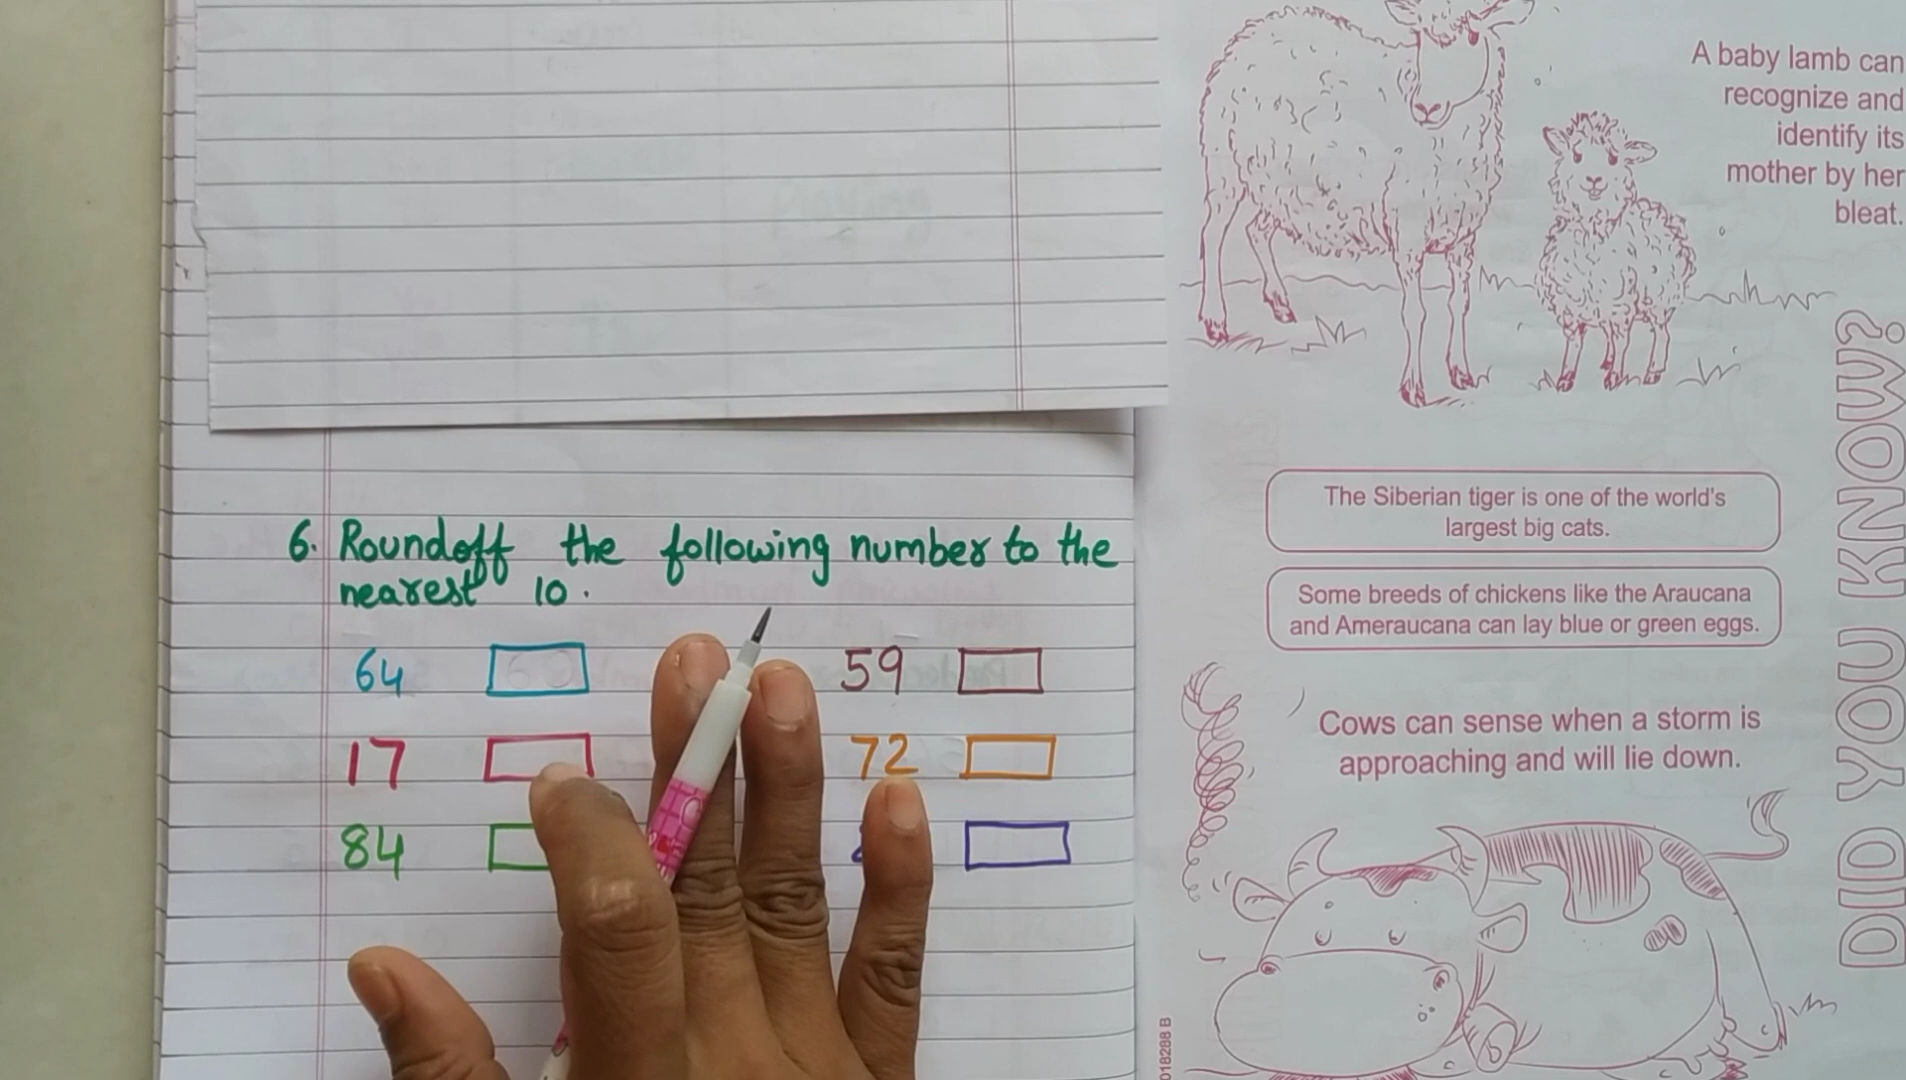 A baby lamb can
recognize and
identify its
mother by her
bleat.
The Siberian tiger is one of the world's
largest big cats.
Some breeds of chickens like the Araucana
and Ameraucana can lay blue or green eggs.
Cows can sense when a storm is
approaching and will lie down.
DID YOU KNOW?
018288 B
6. Roundoff the following number to the
nearest 10.
64 59
17 72
84